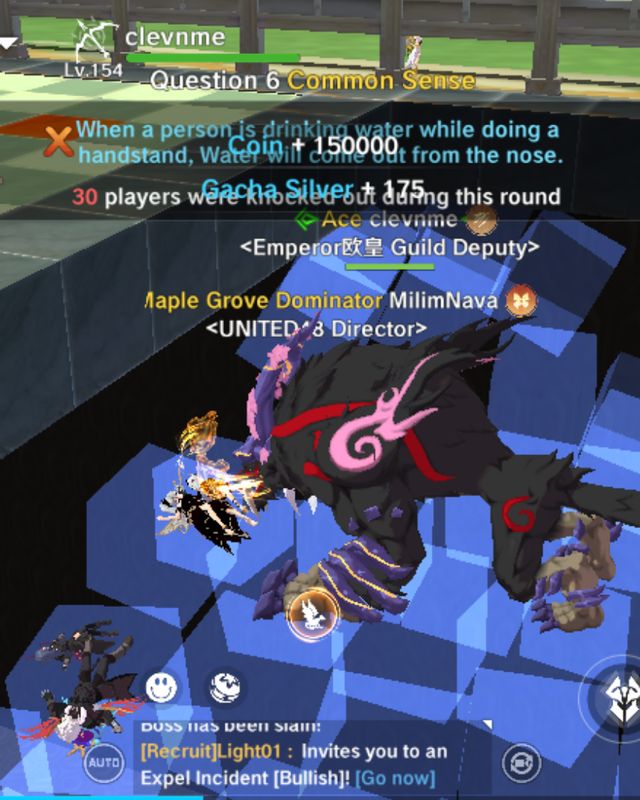 clevnme
Lv.154
Question 6 Common Sense
When a person is drinking water while doing a
Coin + 150000
handstand, Water will come out from the nose.
Gacha Silver + 175
30 players were knocked out during this round
Ace clevnme
<Emperor欧皇 Guild Deputy>
Maple Grove Dominator MilimNava
<UNITED48 Director>
Boss has been slain!
[Recruit]Light01 : Invites you to an
Expel Incident [Bullish]! [Go now]
AUTO